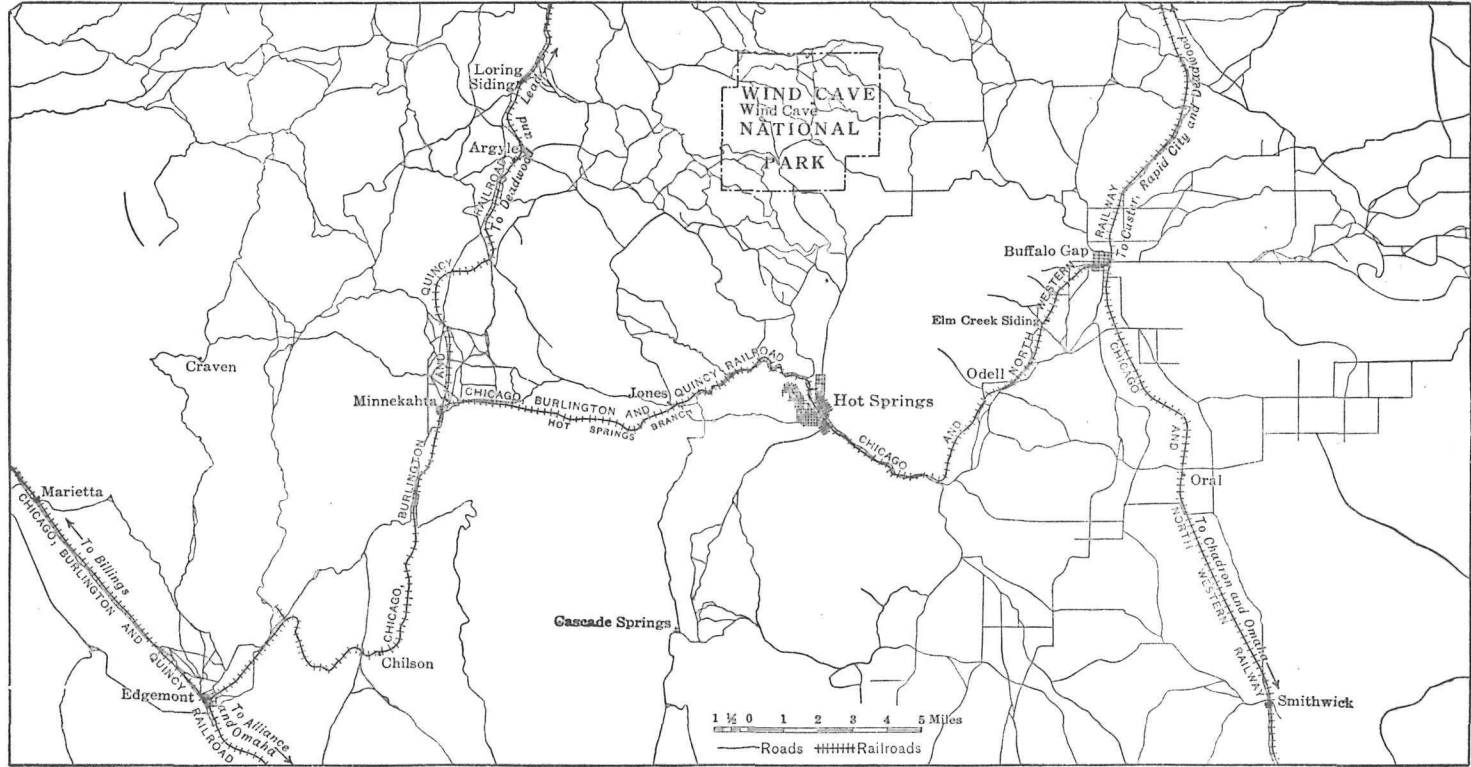 Loring
Siding
To Deadwood and Lead
Argyle
RAILROAD
QUINCY
AND
WIND CAVE
Wind Cave
NATIONAL
PARK
To Custer, Rapid City and Deadwood
RAILWAY
Buffalo Gap
WESTERN
NORTH
Elm Creek Siding
Odell
AND
CHICAGO
Craven
Minnekahta
CHICAGO, BURLINGTON AND QUINCY RAILROAD
HOT SPRINGS BRANCH
Jones
Hot Springs
CHICAGO
AND
Oral
NORTH WESTERN RAILWAY
To Chadron and Omaha
Smithwick
BURLINGTON
CHICAGO,
Chilson
Marietta
To Billings
CHICAGO, BURLINGTON AND QUINCY
RAILROAD
Edgemont
To Alliance
and Omaha
Cascade Springs
1 ½ 0 1 2 3 4 5 Miles
Roads Railroads